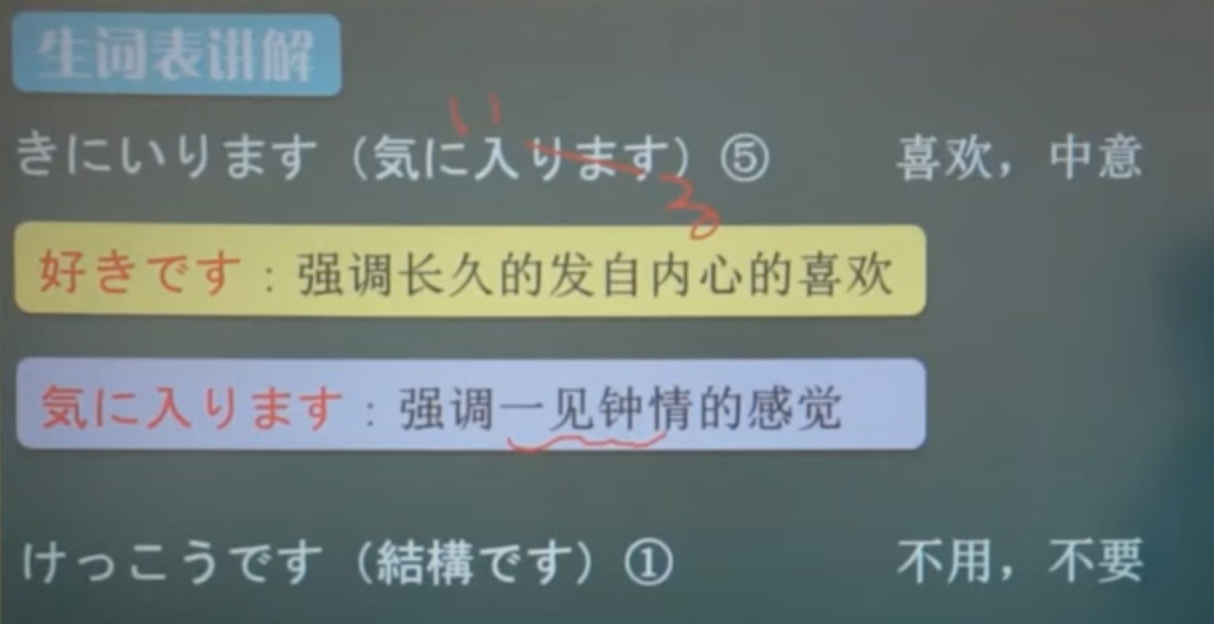 生词表讲解
い
きにいります（気に入ります）⑤ 喜欢，中意
る
好きです：强调长久的发自内心的喜欢
気に入ります：强调一见钟情的感觉
けっこうです（結構です）① 不用，不要